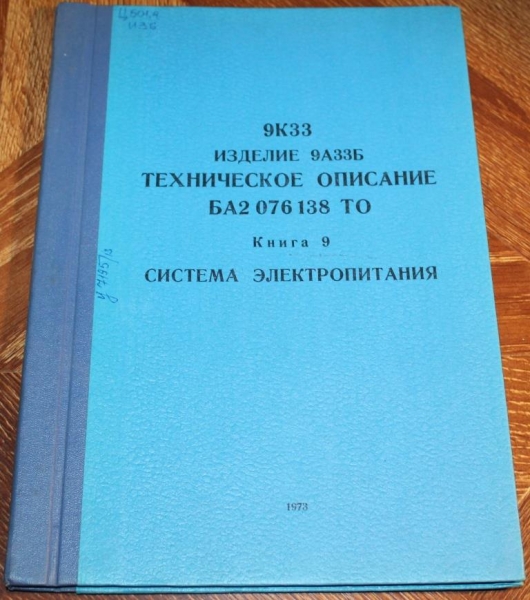 9К33
ИЗДЕЛИЕ 9А33Б
ТЕХНИЧЕСКОЕ ОПИСАНИЕ
БА2 076 138 ТО
Книга 9
СИСТЕМА ЭЛЕКТРОПИТАНИЯ
1973